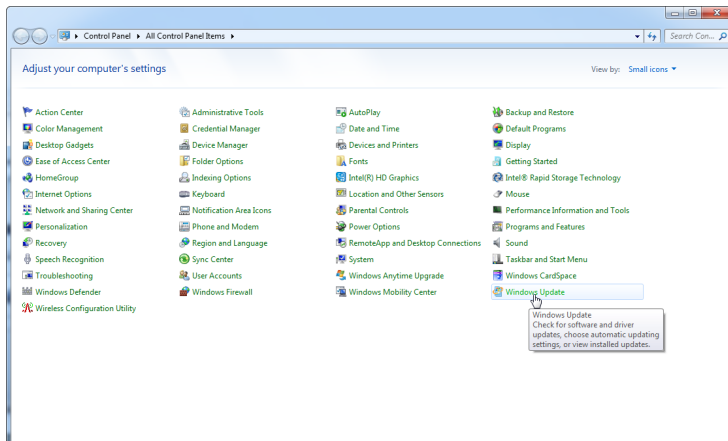 Control Panel ▸ All Control Panel Items ▸
Search Con...
Adjust your computer's settings
View by: Small icons
Action Center
Administrative Tools
AutoPlay
Backup and Restore
Color Management
Credential Manager
Date and Time
Default Programs
Desktop Gadgets
Device Manager
Devices and Printers
Display
Ease of Access Center
Folder Options
Fonts
Getting Started
HomeGroup
Indexing Options
Intel(R) HD Graphics
Intel® Rapid Storage Technology
Internet Options
Keyboard
Location and Other Sensors
Mouse
Network and Sharing Center
Notification Area Icons
Parental Controls
Performance Information and Tools
Personalization
Phone and Modem
Power Options
Programs and Features
Recovery
Region and Language
RemoteApp and Desktop Connections
Sound
Speech Recognition
Sync Center
System
Taskbar and Start Menu
Troubleshooting
User Accounts
Windows Anytime Upgrade
Windows CardSpace
Windows Defender
Windows Firewall
Windows Mobility Center
Windows Update
Wireless Configuration Utility
Windows Update
Check for software and driver
updates, choose automatic updating
settings, or view installed updates.